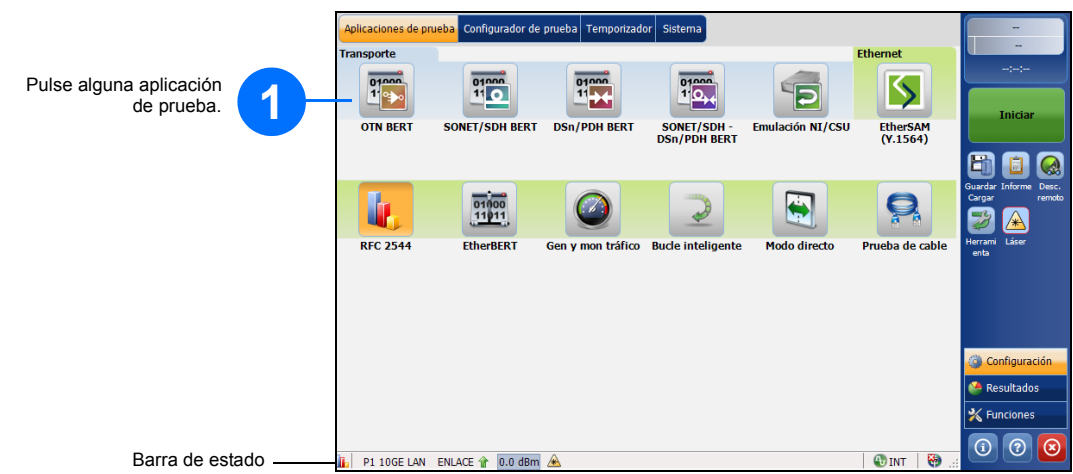 Pulse alguna aplicación
de prueba.
1
Aplicaciones de prueba Configurador de prueba Temporizador Sistema
Transporte Ethernet
OTN BERT SONET/SDH BERT DSn/PDH BERT SONET/SDH - DSn/PDH BERT Emulación NI/CSU EtherSAM (Y.1564)
RFC 2544 EtherBERT Gen y mon tráfico Bucle inteligente Modo directo Prueba de cable
--
--
--:--:--
Iniciar
Guardar Cargar Informe Desc. remoto
Herrami enta Láser
Configuración
Resultados
Funciones
Barra de estado
P1 10GE LAN ENLACE 0.0 dBm INT